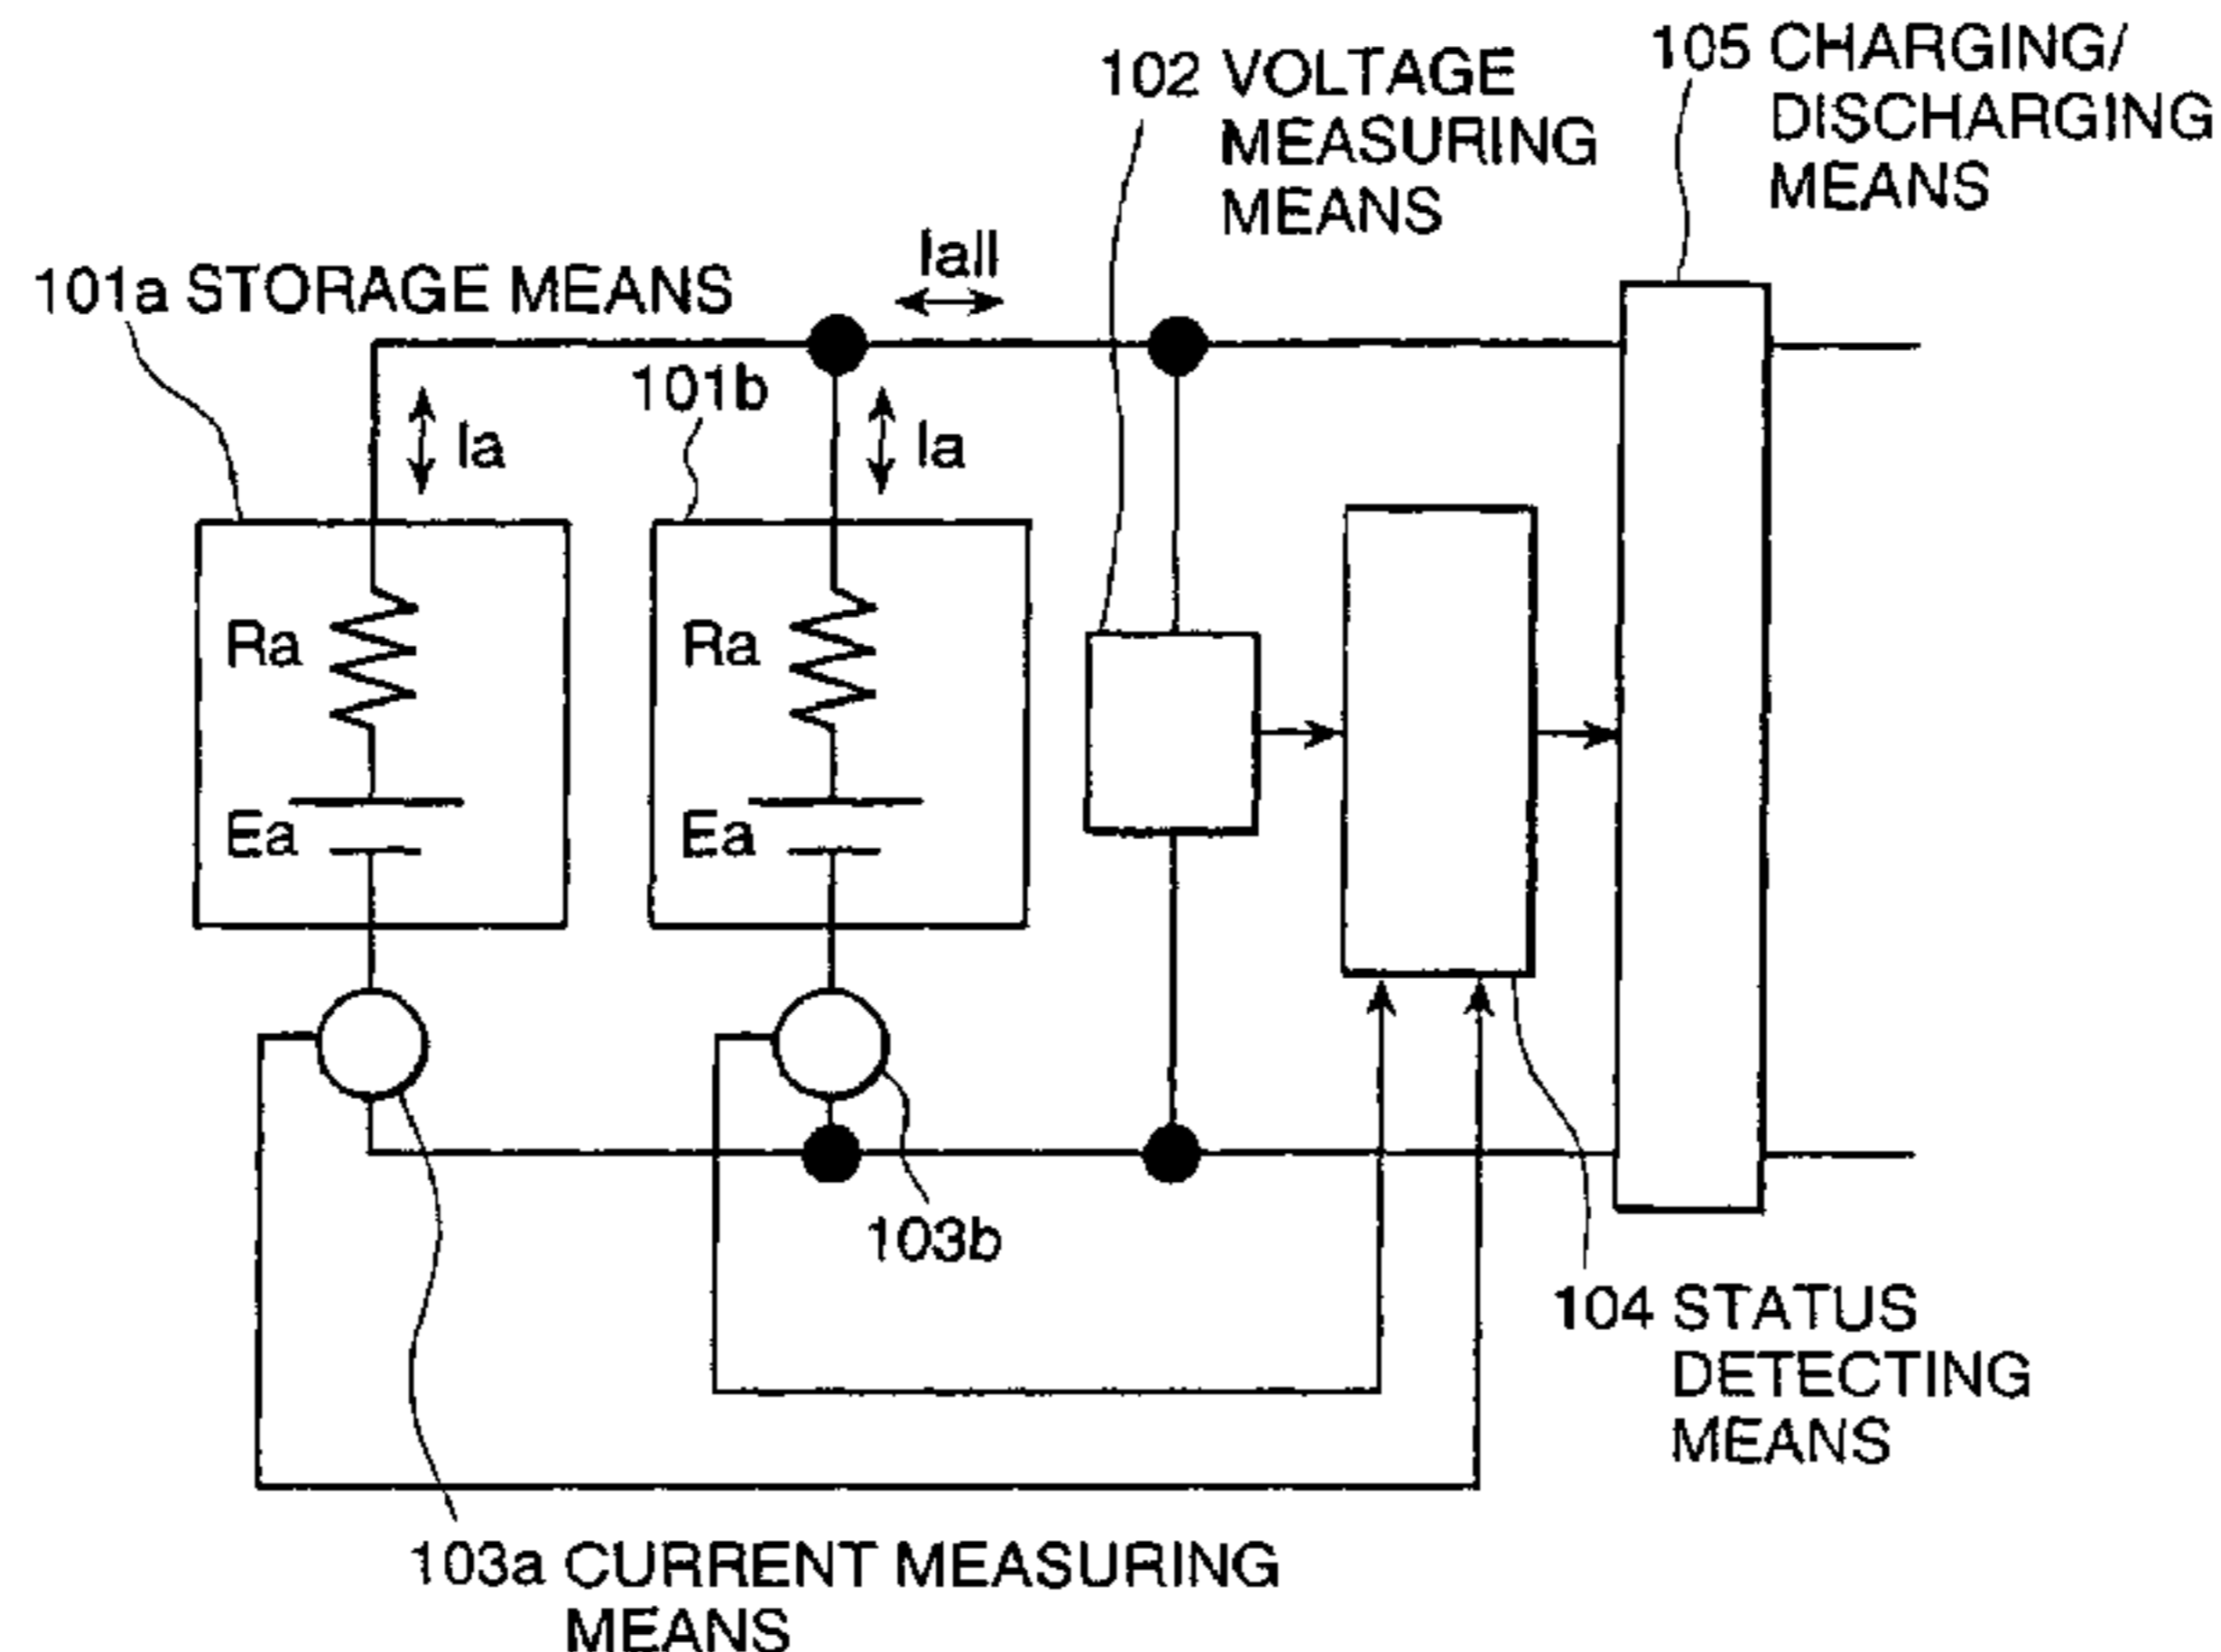 105 CHARGING/
DISCHARGING
MEANS
102 VOLTAGE
MEASURING
MEANS
Iall
101a STORAGE MEANS
101b
Ia
Ia
Ra
Ra
Ea
Ea
103b
104 STATUS
DETECTING
MEANS
103a CURRENT MEASURING
MEANS